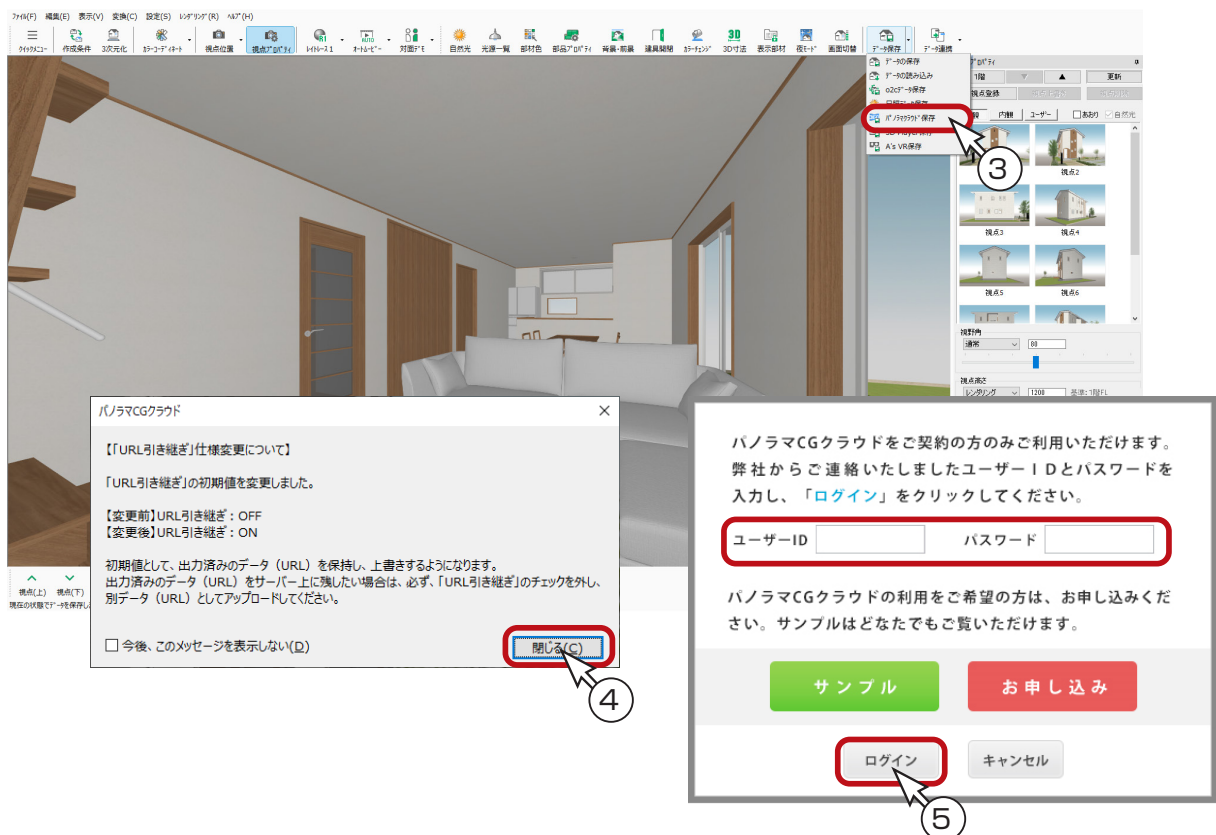 ファイル(F) 編集(E) 表示(V) 変換(C) 設定(S) レンダリング(R) ヘルプ(H)
クイックメニュー 作成条件 3次元化 カラーコーディネート 視点位置 視点プロパティ レイトレース1 オートムービー 対面デモ 自然光 光源一覧 部材色 部品プロパティ 背景・前景 建具開閉 カラーチェンジ 3D寸法 表示部材 夜モード 画面切替 データ保存 データ連携
データの保存
データの読み込み
o2cデータ保存
日照データ保存
パノラマクラウド保存
A's VR保存
③
プロパティ
1階 ▼ ▲ 更新
視点登録
内観 ユーザー あおり 自然光
視点2
視点3 視点4
視点5 視点6
視野角
通常 80
視点高さ
レンダリング 1200 基準:1階FL
視点(上) 視点(下)
パノラマCGクラウド
【「URL引き継ぎ」仕様変更について】
「URL引き継ぎ」の初期値を変更しました。
【変更前】URL引き継ぎ:OFF
【変更後】URL引き継ぎ:ON
初期値として、出力済みのデータ(URL)を保持し、上書きするようになります。
出力済みのデータ(URL)をサーバー上に残したい場合は、必ず、「URL引き継ぎ」のチェックを外し、
別データ(URL)としてアップロードしてください。
今後、このメッセージを表示しない(D)
閉じる(C)
④
パノラマCGクラウドをご契約の方のみご利用いただけます。
弊社からご連絡いたしましたユーザーIDとパスワードを
入力し、「ログイン」をクリックしてください。
ユーザーID パスワード
パノラマCGクラウドの利用をご希望の方は、お申し込みくだ
さい。サンプルはどなたでもご覧いただけます。
サンプル お申し込み
ログイン キャンセル
⑤